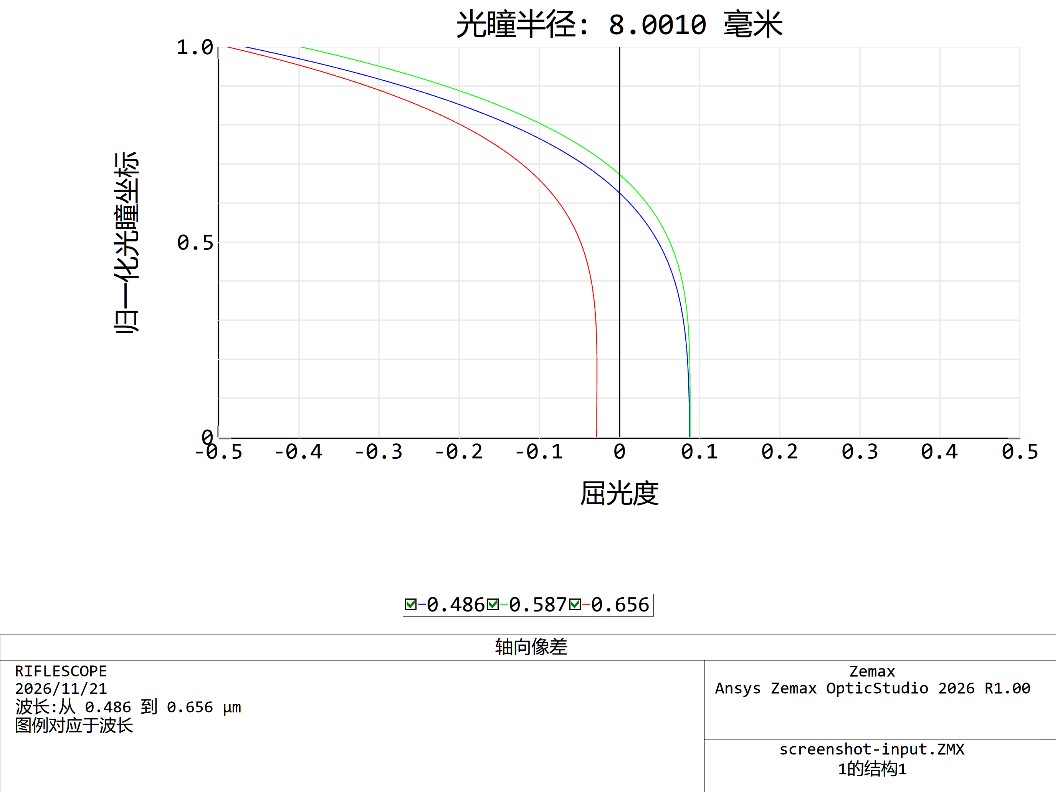 光瞳半径: 8.0010 毫米
1.0
0.5
0
归一化光瞳坐标
-0.5 -0.4 -0.3 -0.2 -0.1 0 0.1 0.2 0.3 0.4 0.5
屈光度
0.486 0.587 0.656
轴向像差
RIFLESCOPE
2026/11/21
波长:从 0.486 到 0.656 μm
图例对应于波长
Zemax
Ansys Zemax OpticStudio 2026 R1.00
screenshot-input.ZMX
1的结构1